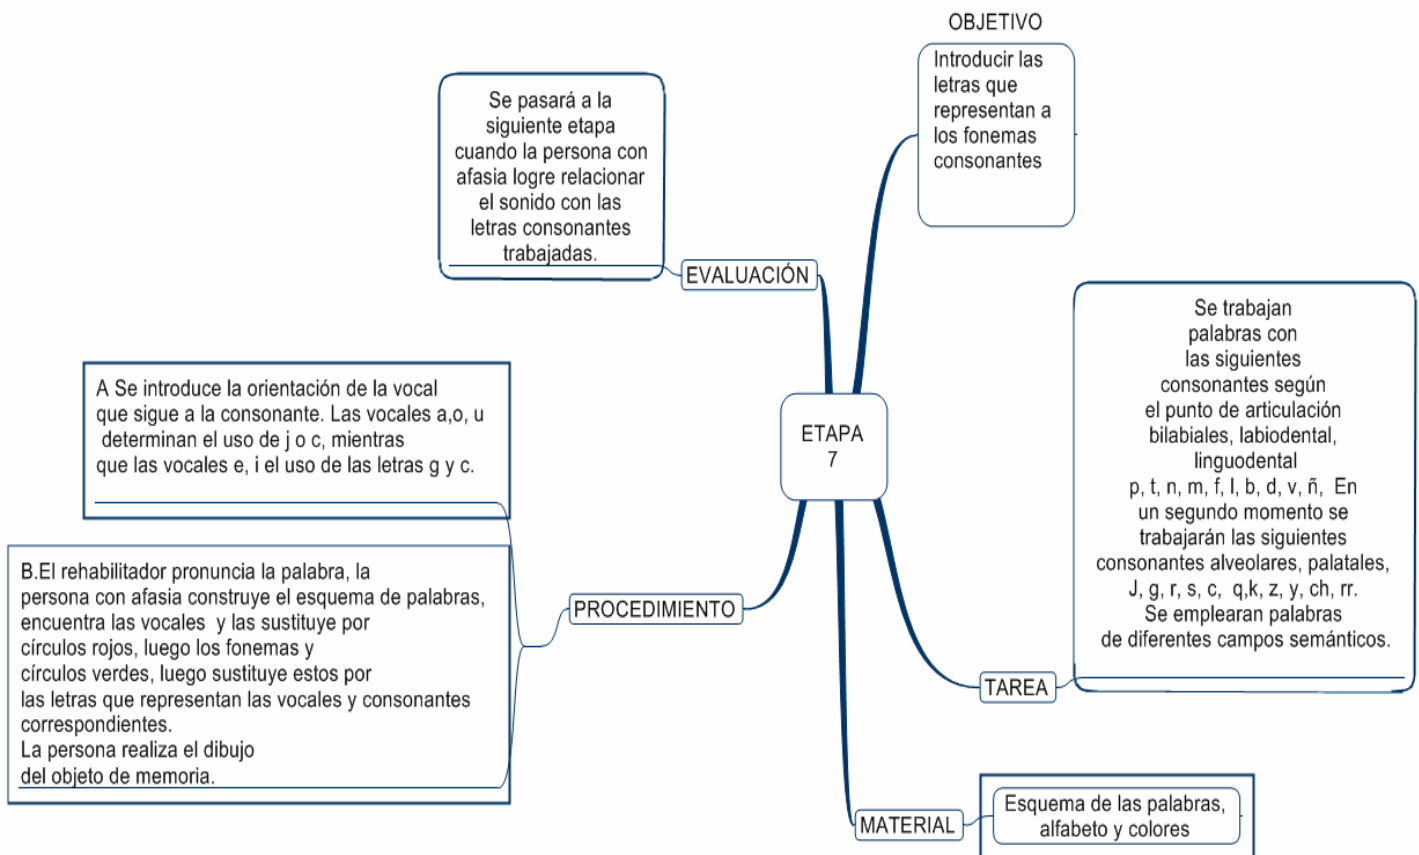 OBJETIVO
Introducir las
letras que
representan a
los fonemas
consonantes
Se pasará a la
siguiente etapa
cuando la persona con
afasia logre relacionar
el sonido con las
letras consonantes
trabajadas.
EVALUACIÓN
ETAPA
7
A Se introduce la orientación de la vocal
que sigue a la consonante. Las vocales a,o, u
determinan el uso de j o c, mientras
que las vocales e, i el uso de las letras g y c.
B.El rehabilitador pronuncia la palabra, la
persona con afasia construye el esquema de palabras,
encuentra las vocales y las sustituye por
círculos rojos, luego los fonemas y
círculos verdes, luego sustituye estos por
las letras que representan las vocales y consonantes
correspondientes.
La persona realiza el dibujo
del objeto de memoria.
PROCEDIMIENTO
Se trabajan
palabras con
las siguientes
consonantes según
el punto de articulación
bilabiales, labiodental,
linguodental
p, t, n, m, f, l, b, d, v, ñ, En
un segundo momento se
trabajarán las siguientes
consonantes alveolares, palatales,
J, g, r, s, c, q,k, z, y, ch, rr.
Se emplearan palabras
de diferentes campos semánticos.
TAREA
MATERIAL
Esquema de las palabras,
alfabeto y colores